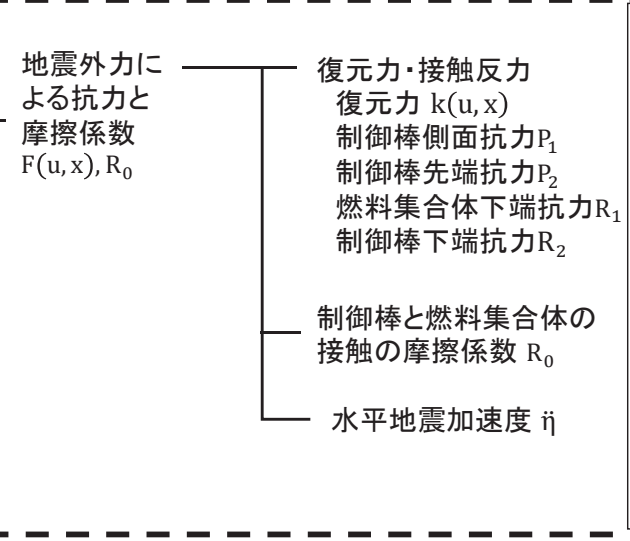 地震外力に
よる抗力と
摩擦係数
F(u,x),R₀
復元力・接触反力
復元力 k(u,x)
制御棒側面抗力P₁
制御棒先端抗力P₂
燃料集合体下端抗力R₁
制御棒下端抗力R₂
制御棒と燃料集合体の
接触の摩擦係数 R₀
水平地震加速度 η̈